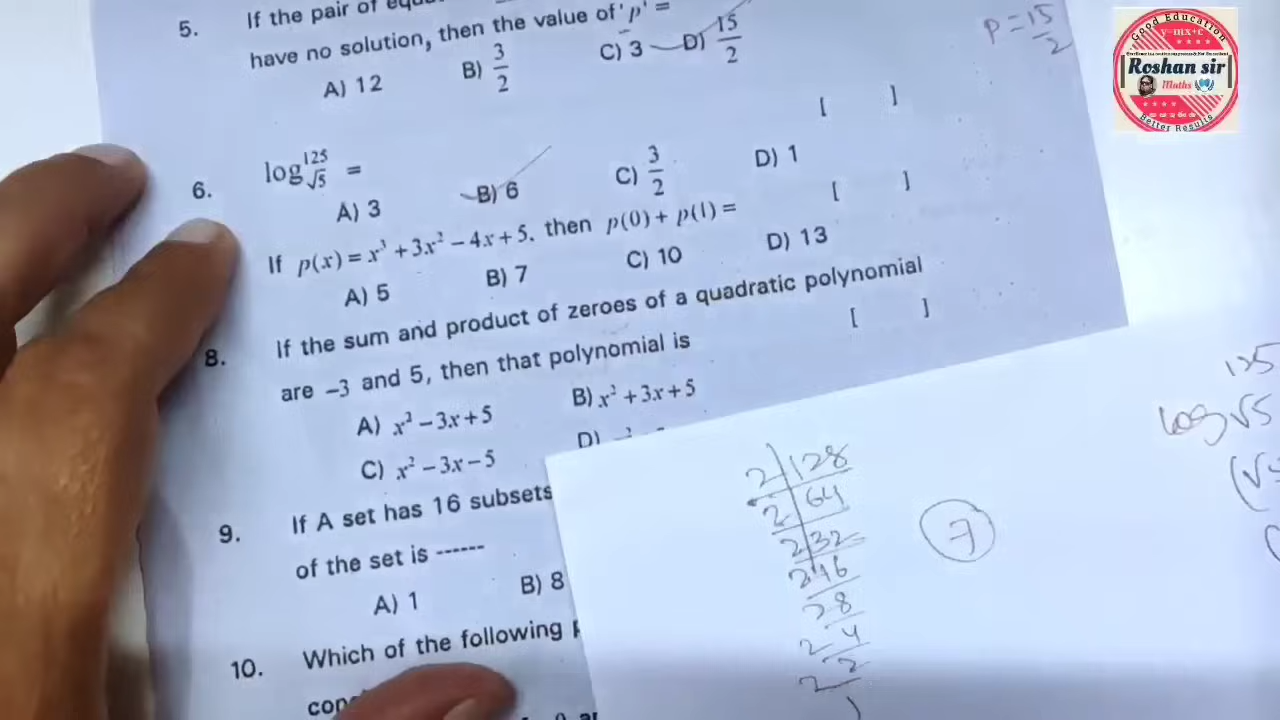 5. If the pair of
have no solution, then the value of 'p' =
A) 12 B) 3/2 C) 3 D) 15/2
P = 15/2
[ ]
6. log √5 125 =
A) 3 B) 6 C) 3/2 D) 1
[ ]
If p(x) = x³ + 3x² − 4x + 5. then p(0) + p(1) =
A) 5 B) 7 C) 10 D) 13
8. If the sum and product of zeroes of a quadratic polynomial
are −3 and 5, then that polynomial is
[ ]
A) x² − 3x + 5 B) x² + 3x + 5
C) x² − 3x − 5 D)
9. If A set has 16 subsets
of the set is ------
A) 1 B) 8
10. Which of the following
2 128
2 64
2 32
2 16
2 8
2 4
2 2
1
7
125
log √5
Good Education
y=mx+c
Roshan sir
Maths
Better Results